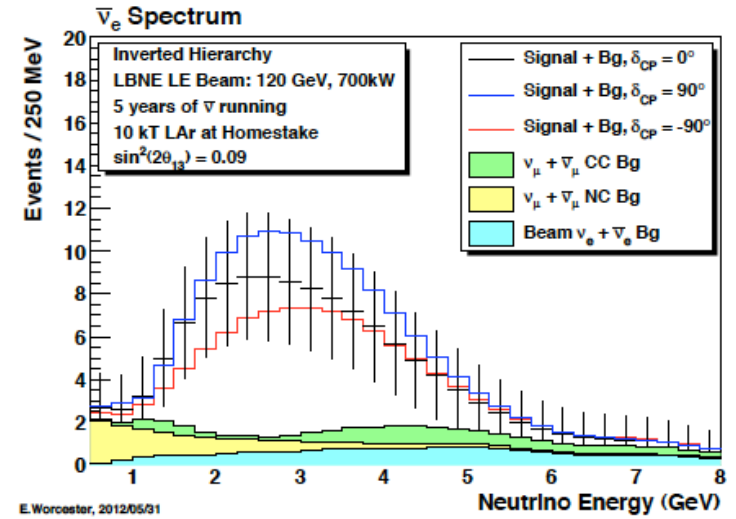 ν̅ₑ Spectrum
Inverted Hierarchy
LBNE LE Beam: 120 GeV, 700kW
5 years of ν̅ running
10 kT LAr at Homestake
sin²(2θ₁₃) = 0.09
Signal + Bg, δCP = 0°
Signal + Bg, δCP = 90°
Signal + Bg, δCP = -90°
νμ + ν̅μ CC Bg
νμ + ν̅μ NC Bg
Beam νₑ + ν̅ₑ Bg
Events / 250 MeV
20
18
16
14
12
10
8
6
4
2
0
1 2 3 4 5 6 7 8
Neutrino Energy (GeV)
E.Worcester, 2012/05/31